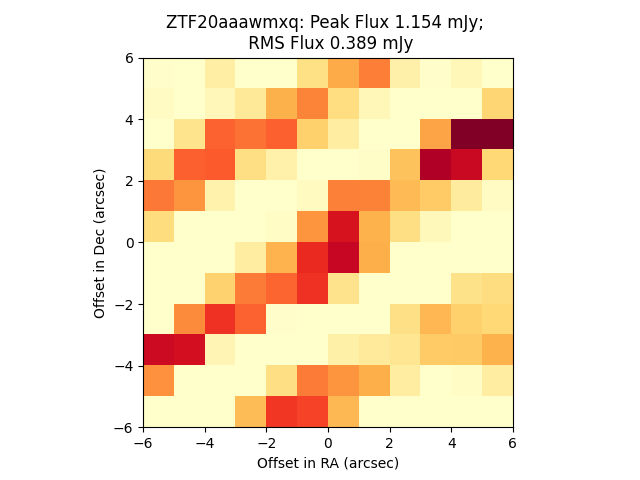 ZTF20aaawmxq: Peak Flux 1.154 mJy;
RMS Flux 0.389 mJy
6
4
2
0
−2
−4
−6
Offset in Dec (arcsec)
−6 −4 −2 0 2 4 6
Offset in RA (arcsec)